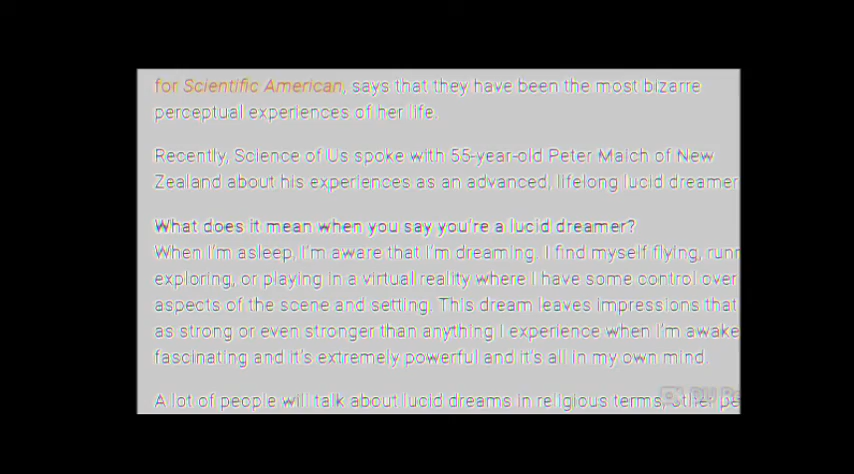 for Scientific American, says that they have been the most bizarre
perceptual experiences of her life.
Recently, Science of Us spoke with 55-year-old Peter Maich of New
Zealand about his experiences as an advanced, lifelong lucid dreamer
What does it mean when you say you're a lucid dreamer?
When I'm asleep, I'm aware that I'm dreaming. I find myself flying,
exploring, or playing in a virtual reality where I have some control over
aspects of the scene and setting. This dream leaves impressions that
as strong or even stronger than anything I experience when I'm awake
fascinating and it's extremely powerful and it's all in my own mind.
A lot of people will talk about lucid dreams in religious terms,